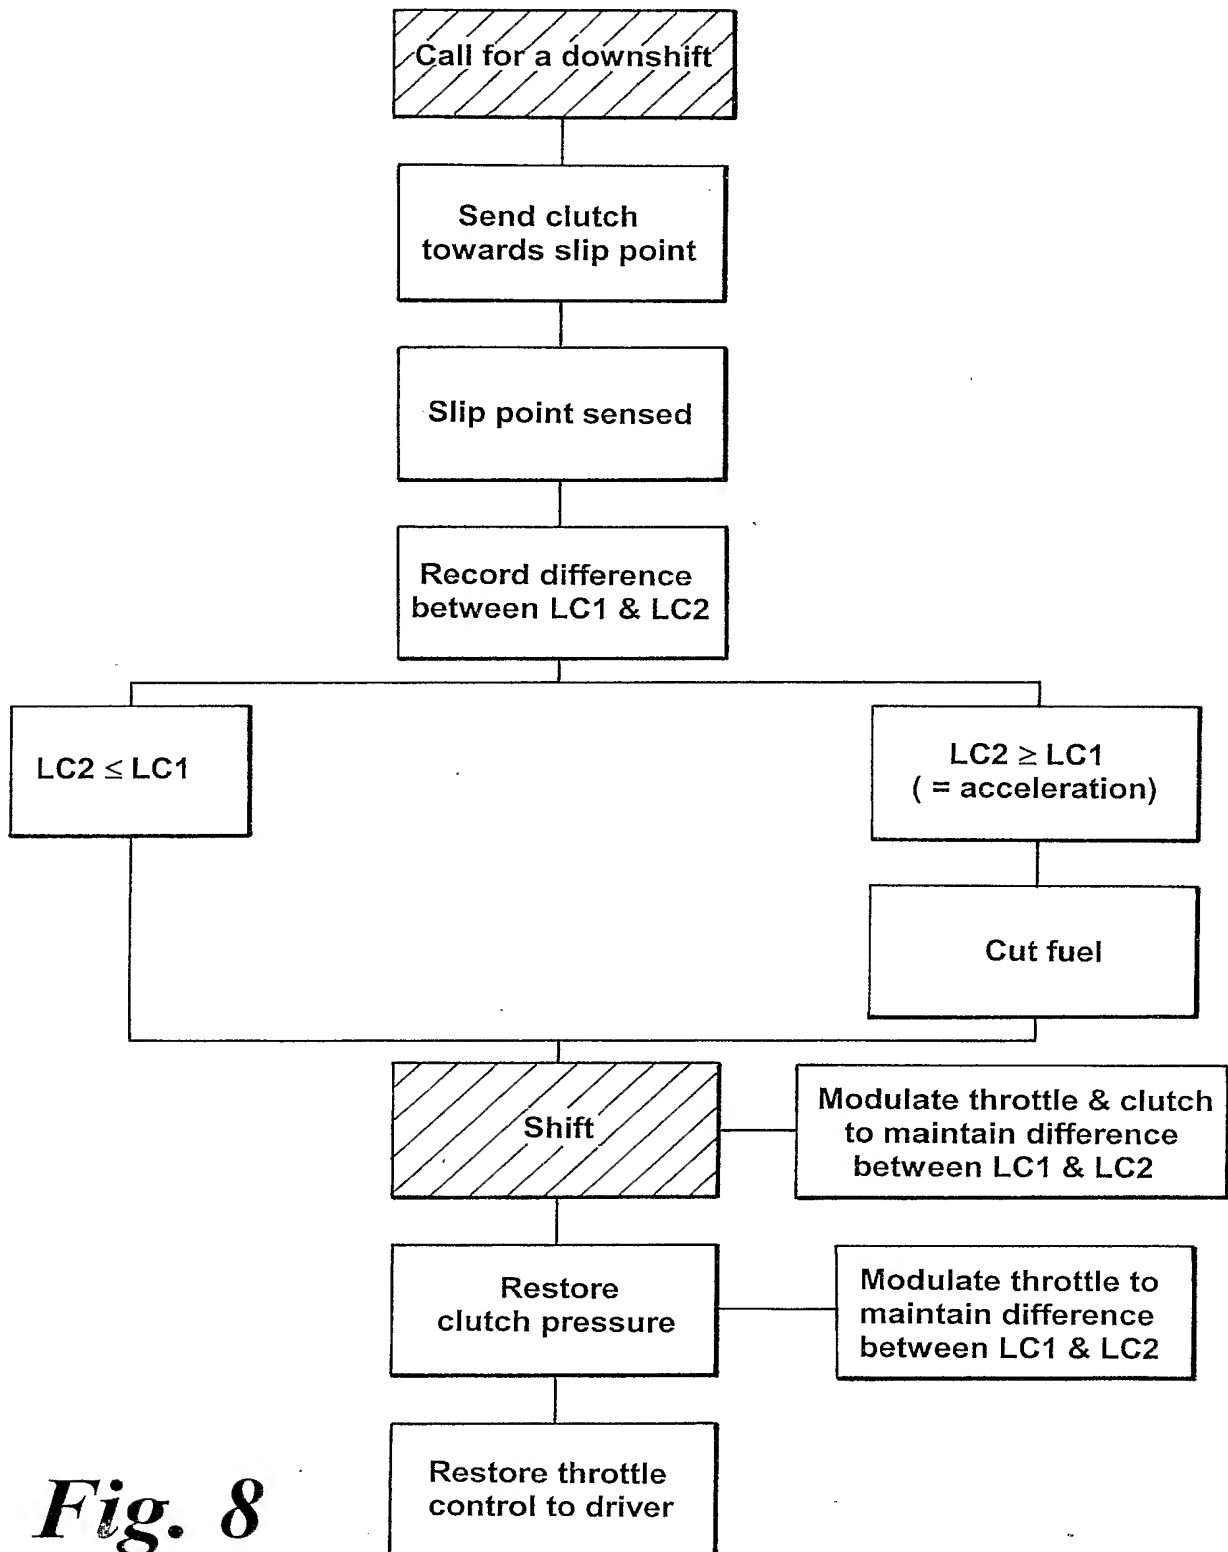 Call for a downshift
Send clutch
towards slip point
Slip point sensed
Record difference
between LC1 & LC2
LC2 ≤ LC1
LC2 ≥ LC1
( = acceleration)
Cut fuel
Shift
Modulate throttle & clutch
to maintain difference
between LC1 & LC2
Restore
clutch pressure
Modulate throttle to
maintain difference
between LC1 & LC2
Restore throttle
control to driver
Fig. 8